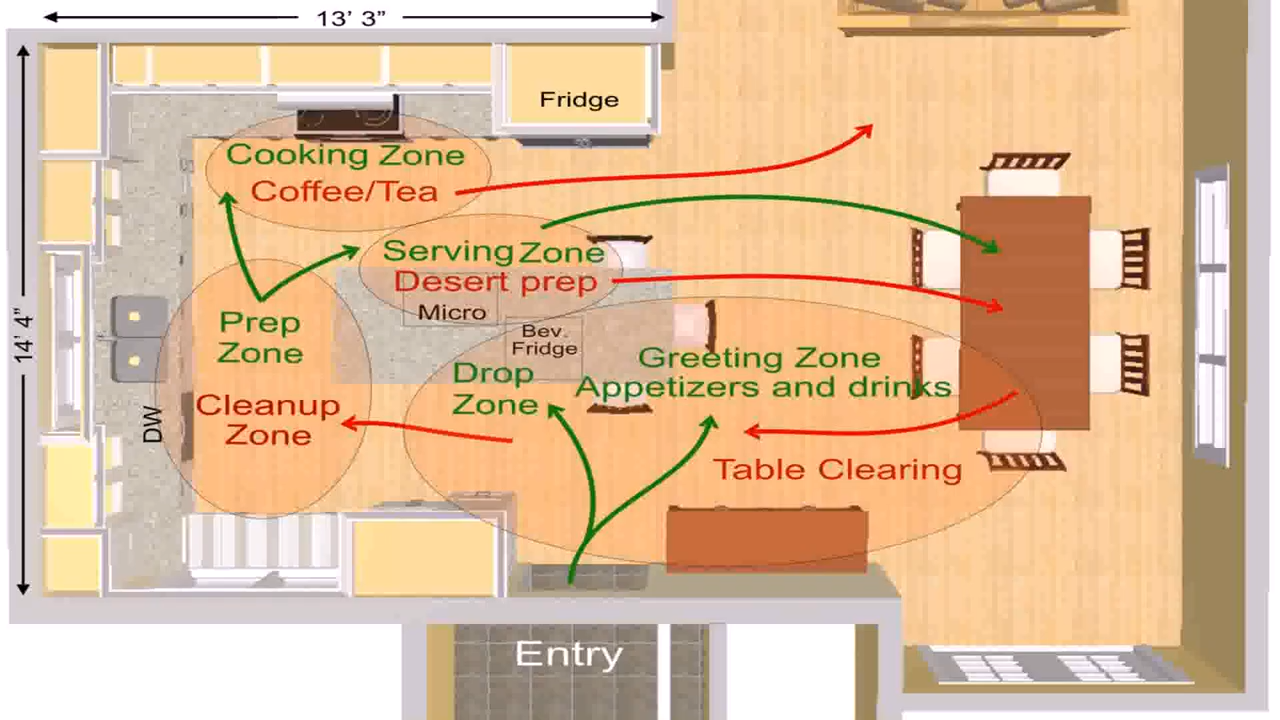 13' 3”
14' 4”
Fridge
Cooking Zone
Coffee/Tea
Serving Zone
Desert prep
Micro
Bev.
Fridge
Prep
Zone
Drop
Zone
Greeting Zone
Appetizers and drinks
Cleanup
Zone
DW
Table Clearing
Entry